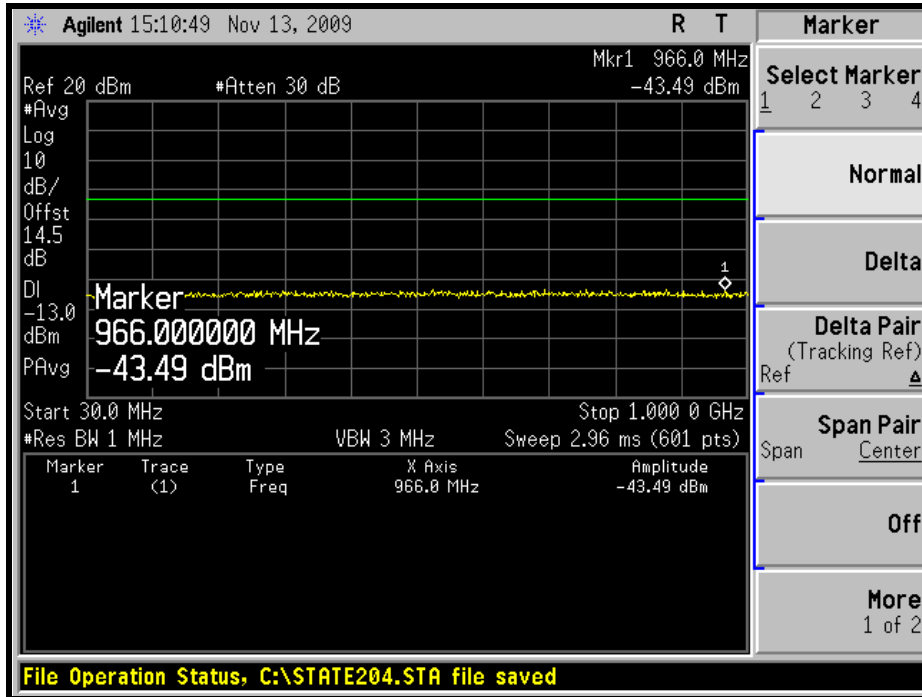 Agilent 15:10:49 Nov 13, 2009 R T
Mkr1 966.0 MHz
Ref 20 dBm #Atten 30 dB -43.49 dBm
#Avg
Log
10
dB/
Offst
14.5
dB
DI
-13.0
dBm
PAvg
1
Marker
966.000000 MHz
-43.49 dBm
Start 30.0 MHz Stop 1.000 0 GHz
#Res BW 1 MHz VBW 3 MHz Sweep 2.96 ms (601 pts)
Marker Trace Type X Axis Amplitude
1 (1) Freq 966.0 MHz -43.49 dBm
Marker
Select Marker
1 2 3 4
Normal
Delta
Delta Pair
(Tracking Ref)
Ref Δ
Span Pair
Span Center
Off
More
1 of 2
File Operation Status, C:\STATE204.STA file saved